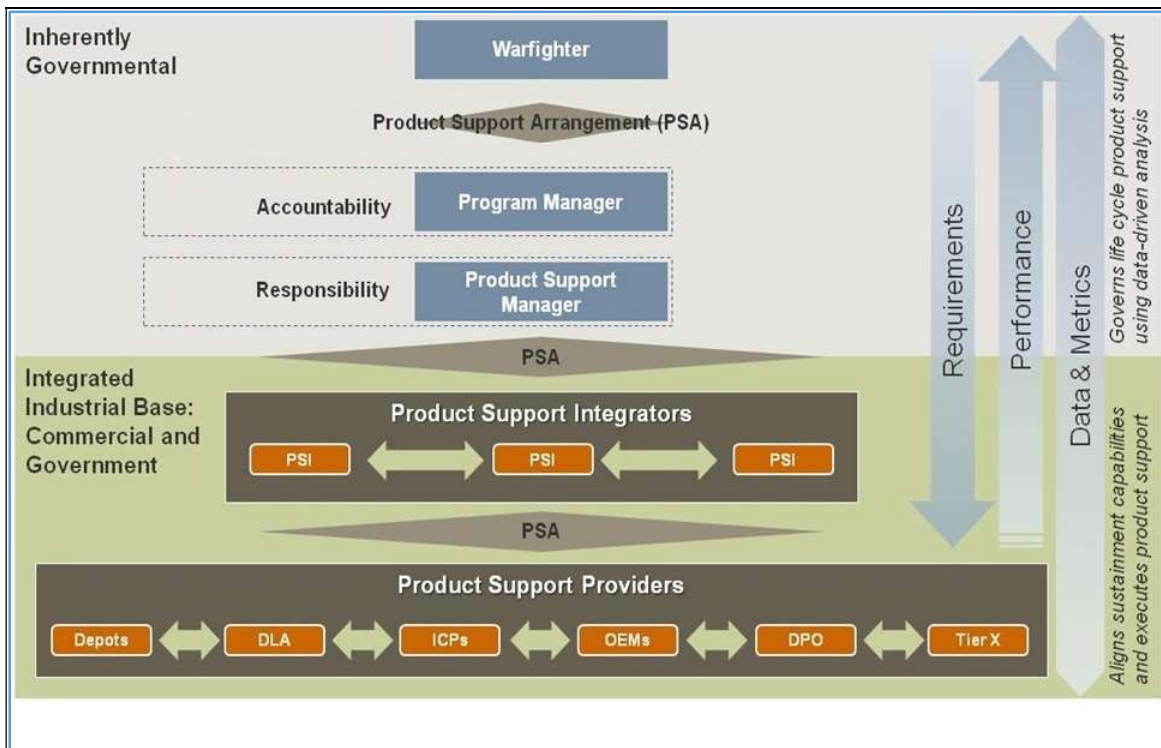 Inherently
Governmental
Warfighter
Product Support Arrangement (PSA)
Accountability
Program Manager
Responsibility
Product Support
Manager
PSA
Integrated
Industrial Base:
Commercial and
Government
Product Support Integrators
PSI
PSI
PSI
PSA
Product Support Providers
Depots
DLA
ICPs
OEMs
DPO
Tier X
Requirements
Performance
Data & Metrics
Governs life cycle product support
using data-driven analysis
Aligns sustainment capabilities
and executes product support